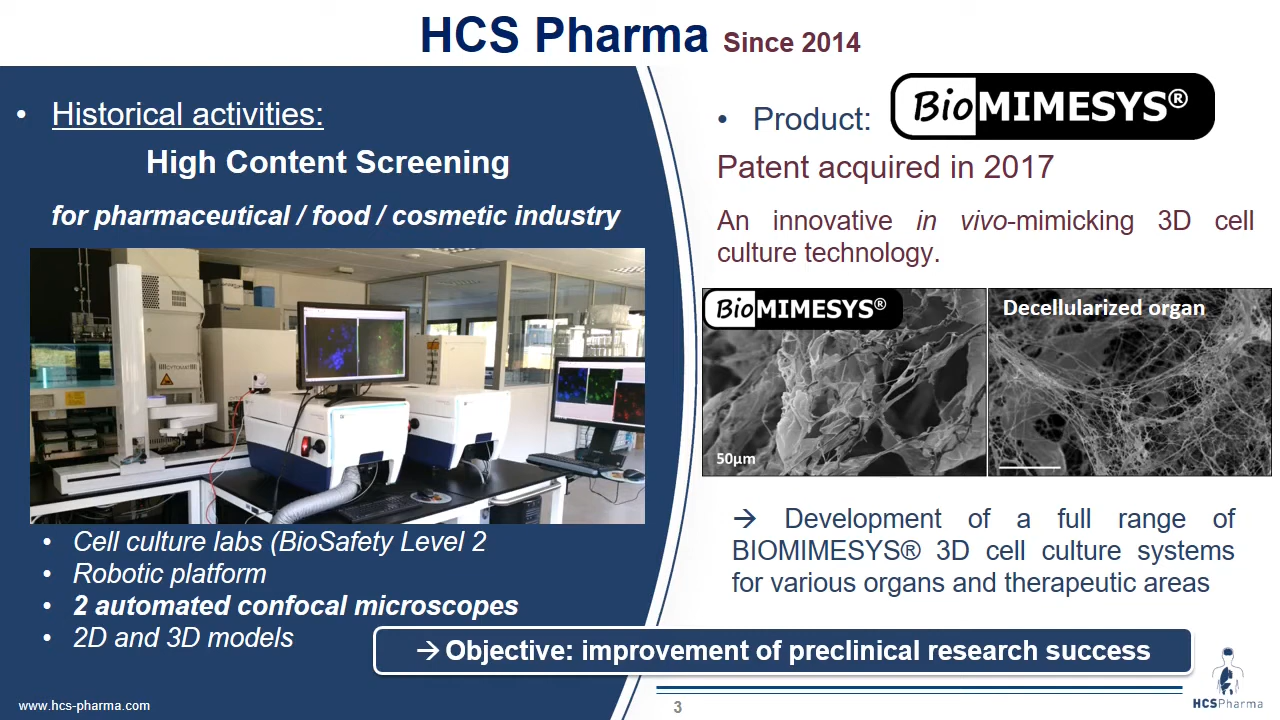 HCS Pharma Since 2014
• Historical activities:
High Content Screening
for pharmaceutical / food / cosmetic industry
CYTOMAT
• Cell culture labs (BioSafety Level 2
• Robotic platform
• 2 automated confocal microscopes
• 2D and 3D models
• Product: BioMIMESYS®
Patent acquired in 2017
An innovative in vivo-mimicking 3D cell
culture technology.
BioMIMESYS®
Decellularized organ
50µm
→ Development of a full range of
BIOMIMESYS® 3D cell culture systems
for various organs and therapeutic areas
→ Objective: improvement of preclinical research success
www.hcs-pharma.com
3
HCSPharma